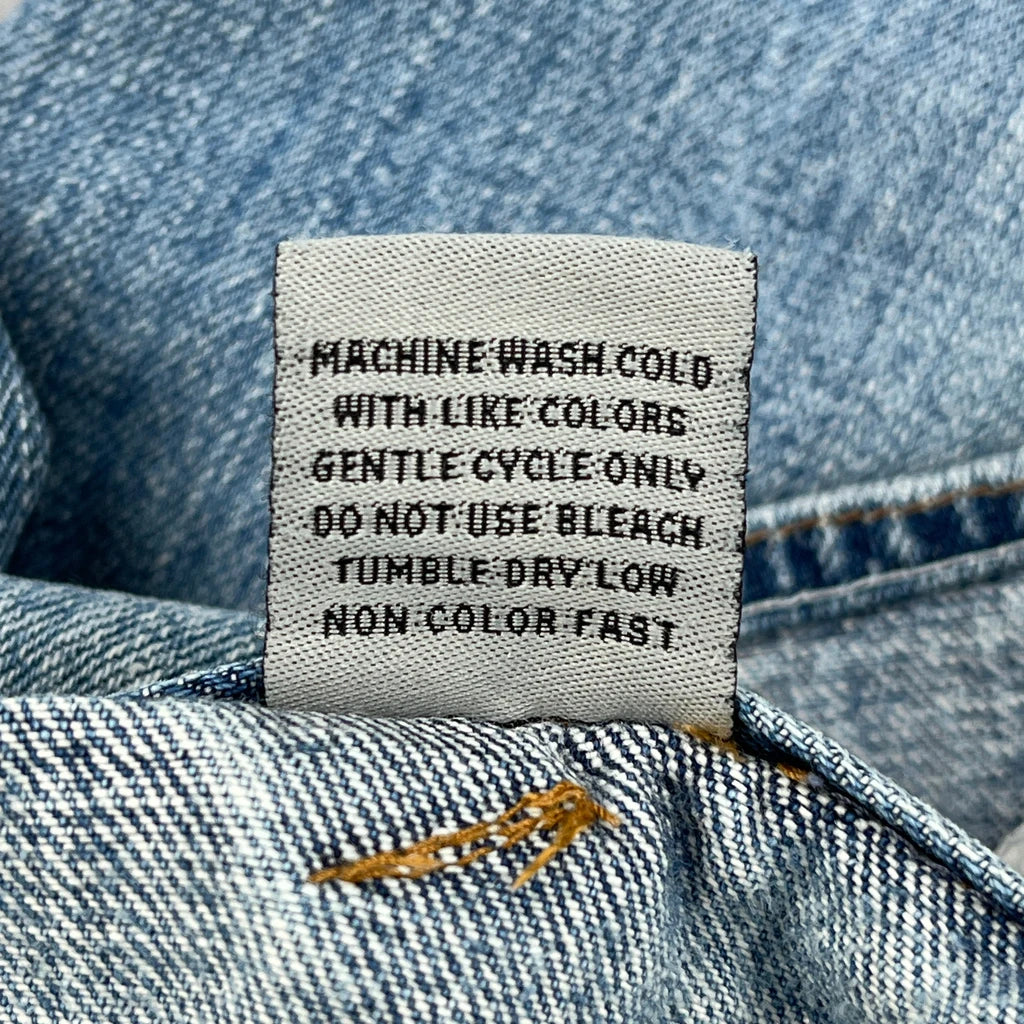 MACHINE WASH COLD
WITH LIKE COLORS
GENTLE CYCLE ONLY
DO NOT USE BLEACH
TUMBLE DRY LOW
NON COLOR FAST